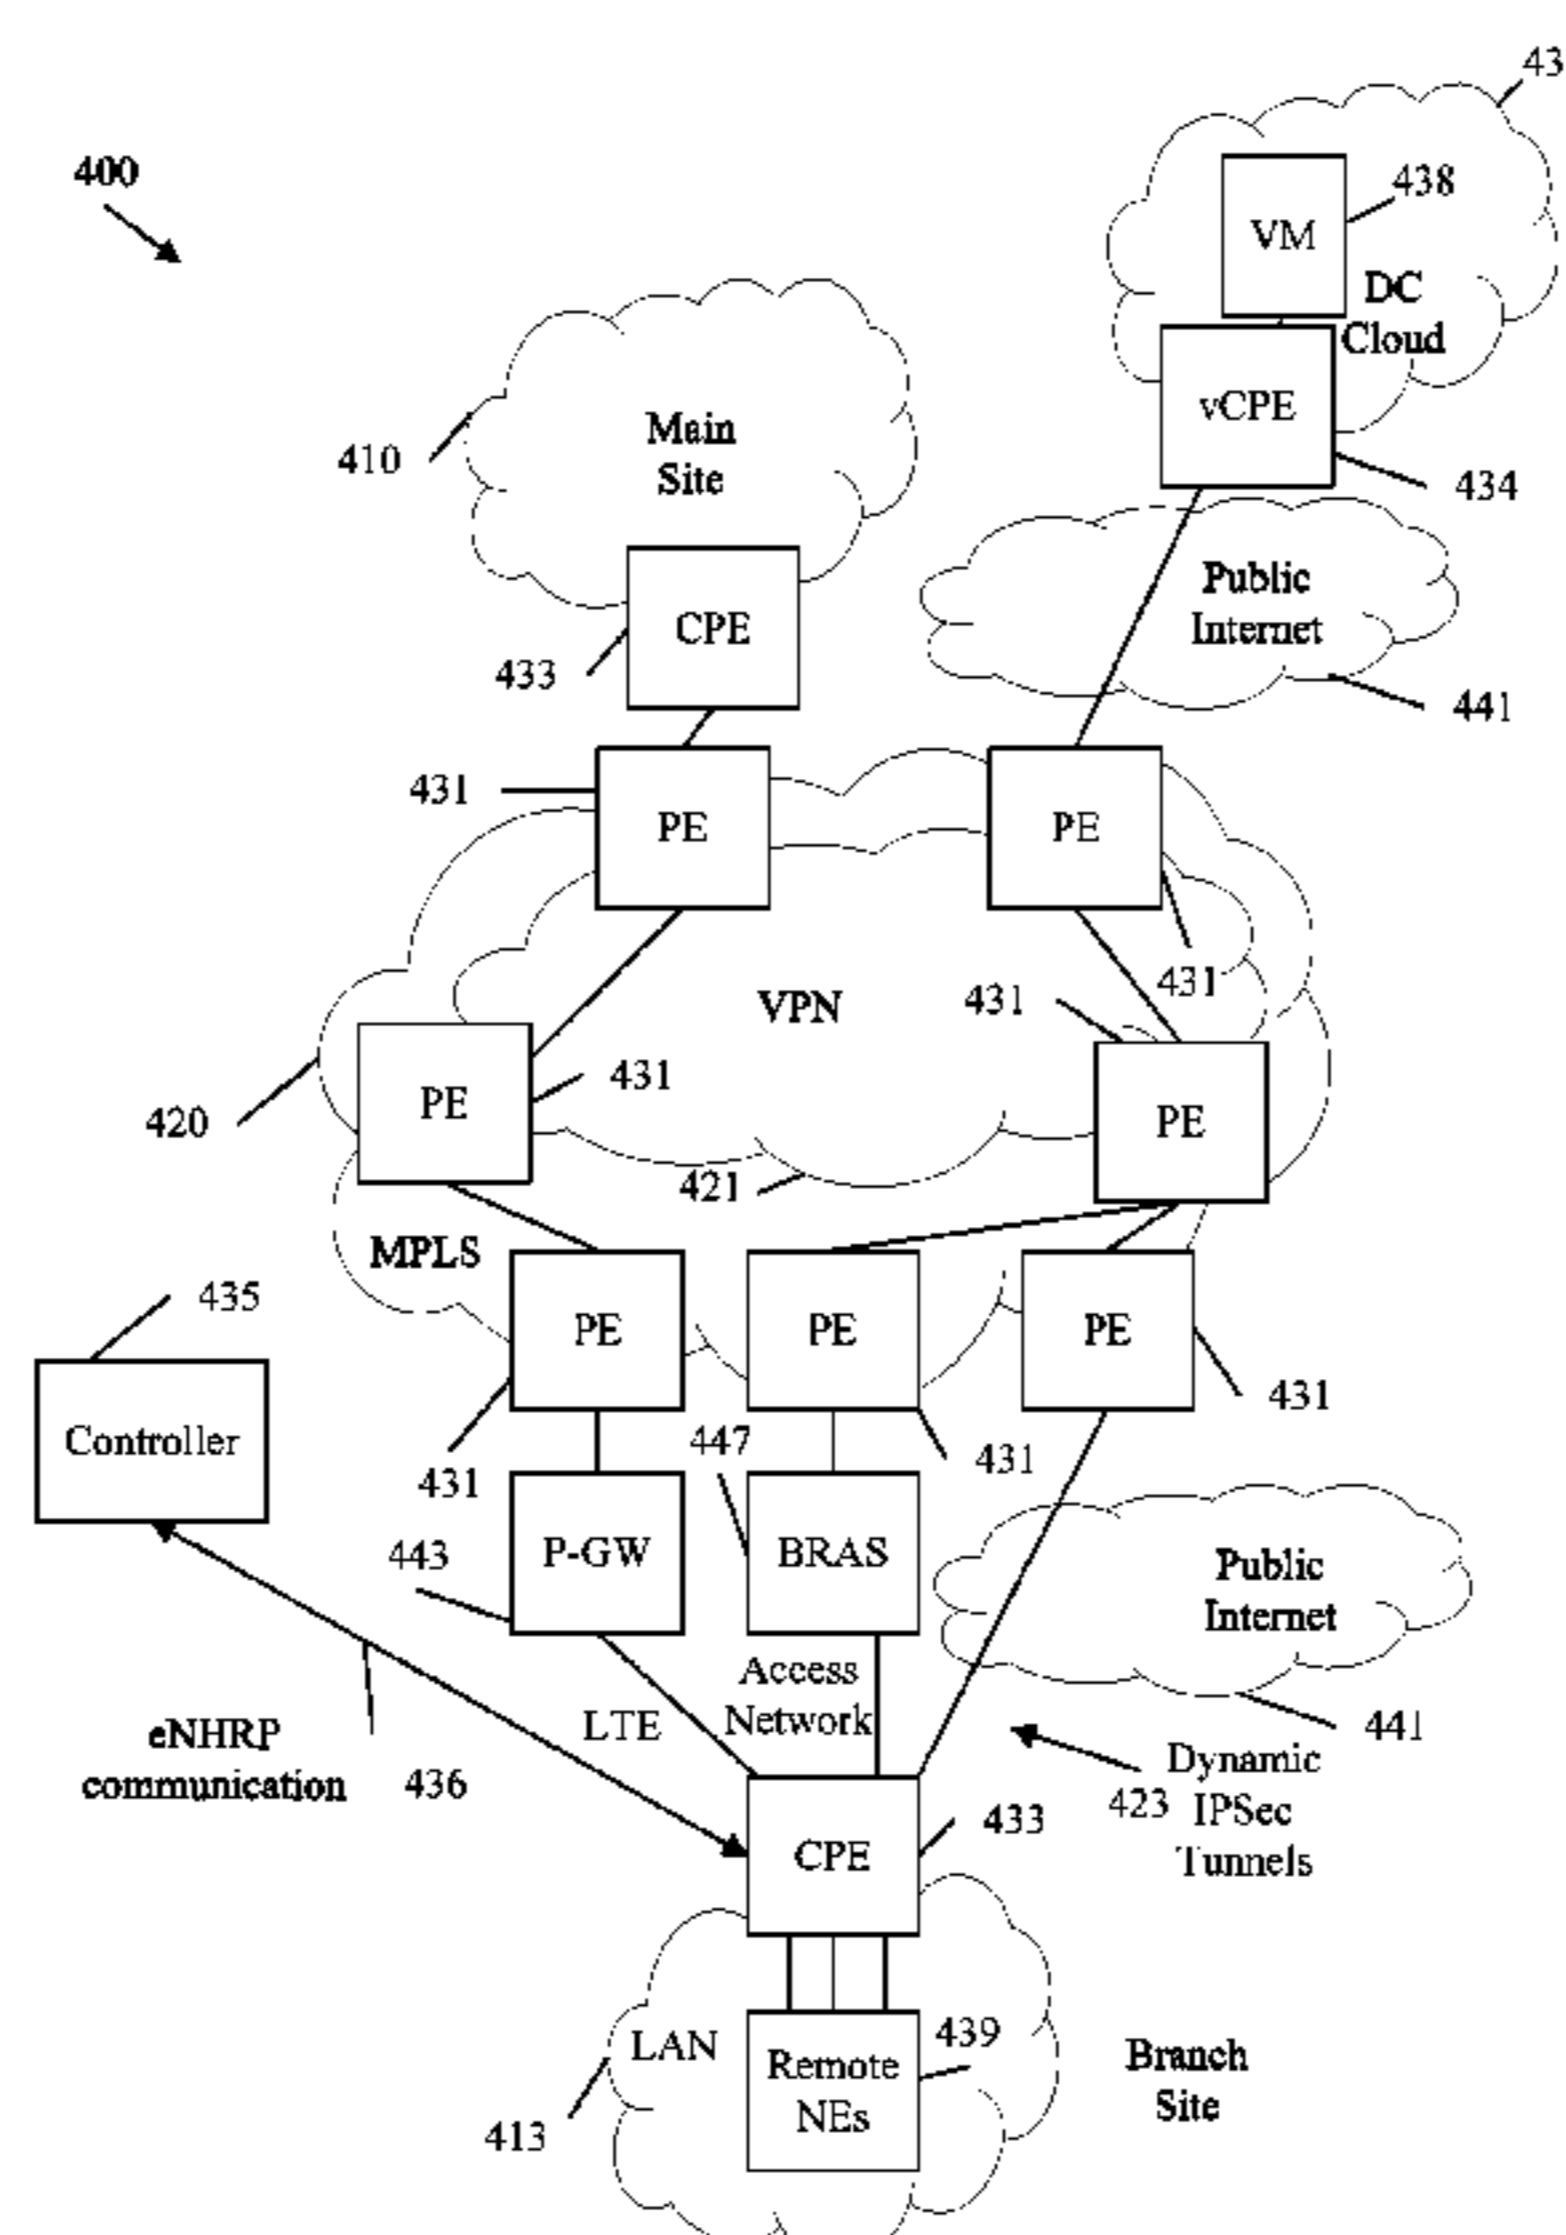 43
400
438
VM
DC
Cloud
vCPE
Main
Site
410
434
Public
Internet
CPE
433
441
431
PE
PE
431
431
VPN
PE
431
PE
420
421
MPLS
435
PE
PE
PE
431
Controller
447
431
431
443
P-GW
BRAS
Public
Internet
Access
Network
LTE
441
eNHRP
communication
436
Dynamic
423 IPSec
Tunnels
433
CPE
439
LAN
Remote
NEs
Branch
Site
413